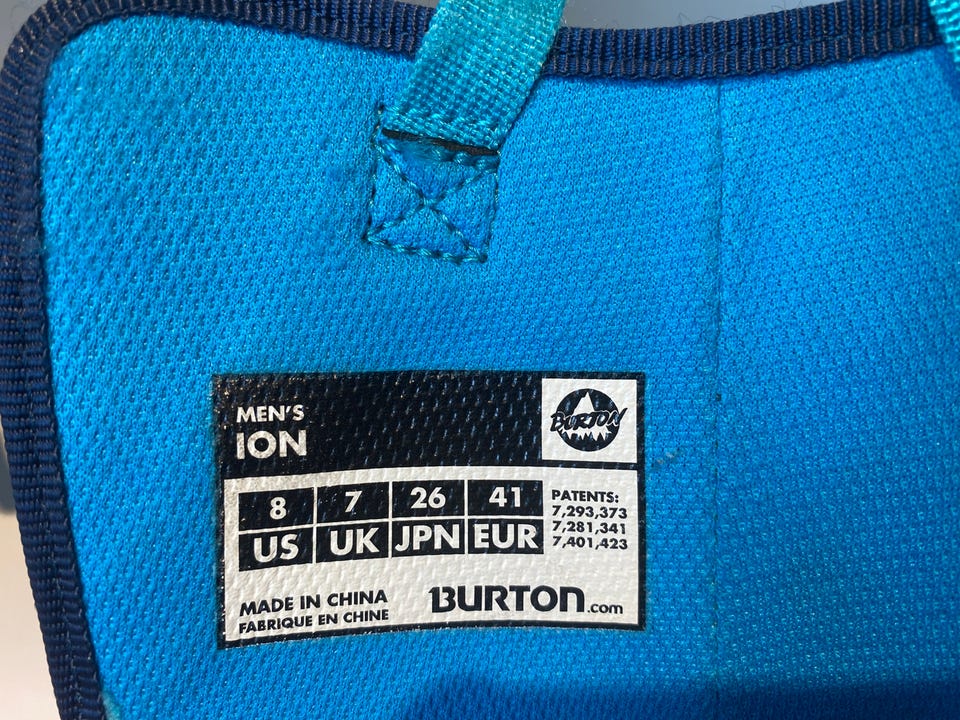 MEN'S
ION
BURTON
8 7 26 41
US UK JPN EUR
PATENTS:
7,293,373
7,281,341
7,401,423
MADE IN CHINA
FABRIQUE EN CHINE
BURTON.com